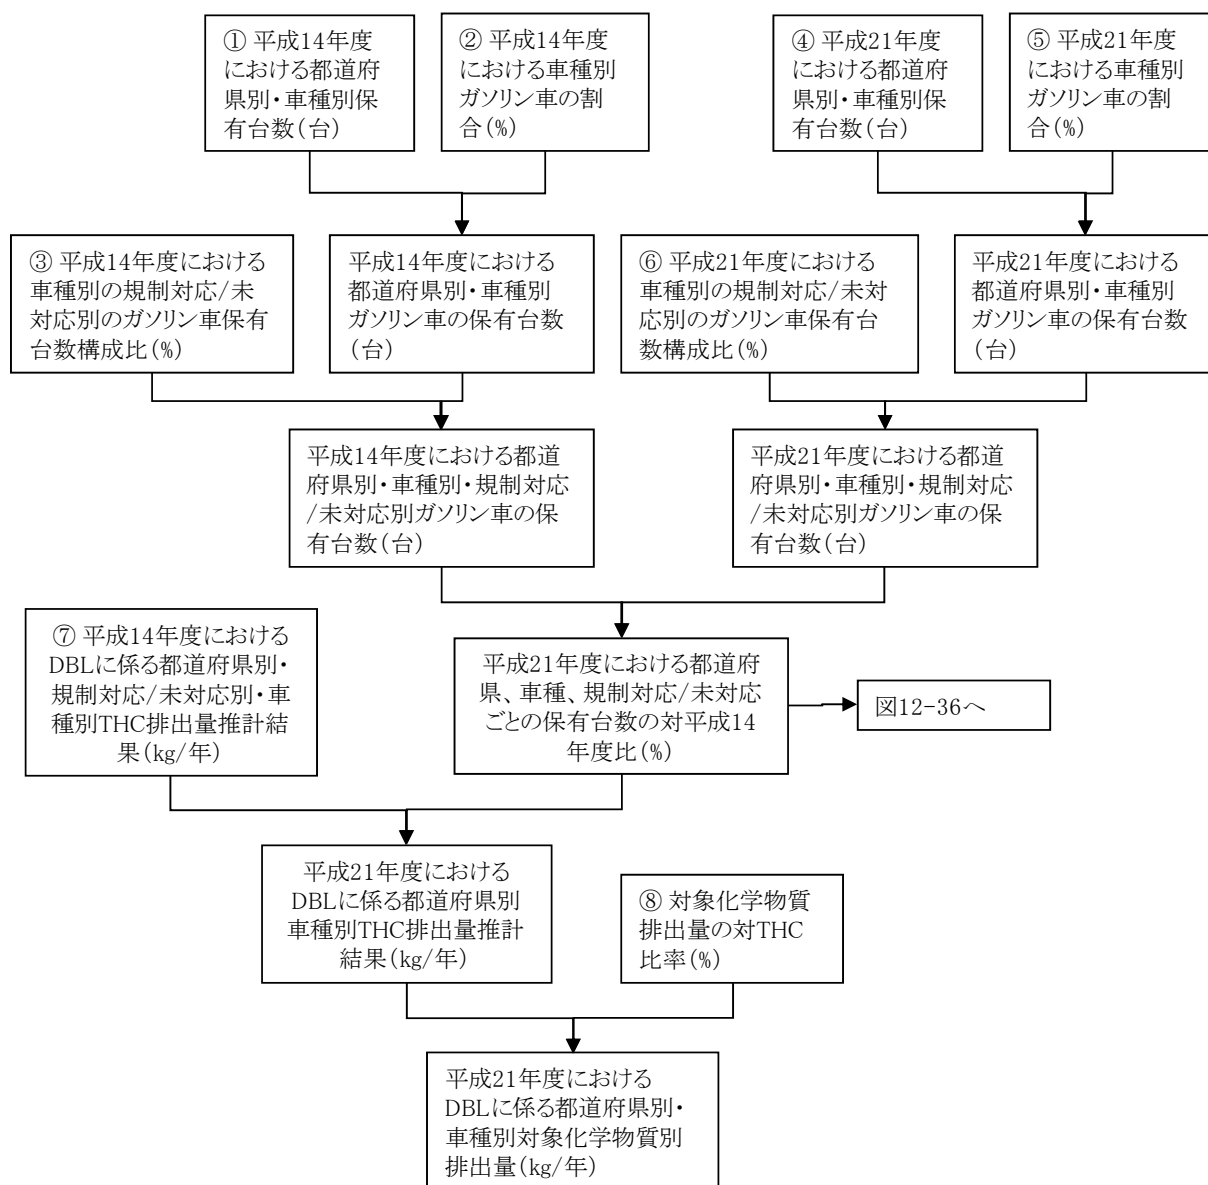 ① 平成14年度
における都道府
県別・車種別保
有台数(台)
② 平成14年度
における車種別
ガソリン車の割
合(%)
④ 平成21年度
における都道府
県別・車種別保
有台数(台)
⑤ 平成21年度
における車種別
ガソリン車の割
合(%)
③ 平成14年度における
車種別の規制対応/未
対応別のガソリン車保有
台数構成比(%)
平成14年度における
都道府県別・車種別
ガソリン車の保有台数
(台)
⑥ 平成21年度における
車種別の規制対応/未対
応別のガソリン車保有台
数構成比(%)
平成21年度における
都道府県別・車種別
ガソリン車の保有台数
(台)
平成14年度における都道
府県別・車種別・規制対応
/未対応別ガソリン車の保
有台数(台)
平成21年度における都道
府県別・車種別・規制対応
/未対応別ガソリン車の保
有台数(台)
⑦ 平成14年度における
DBLに係る都道府県別・
規制対応/未対応別・車
種別THC排出量推計結
果(kg/年)
平成21年度における都道府
県、車種、規制対応/未対応
ごとの保有台数の対平成14
年度比(%)
図12-36へ
平成21年度における
DBLに係る都道府県別
車種別THC排出量推計
結果(kg/年)
⑧ 対象化学物質
排出量の対THC
比率(%)
平成21年度における
DBLに係る都道府県別・
車種別対象化学物質別
排出量(kg/年)